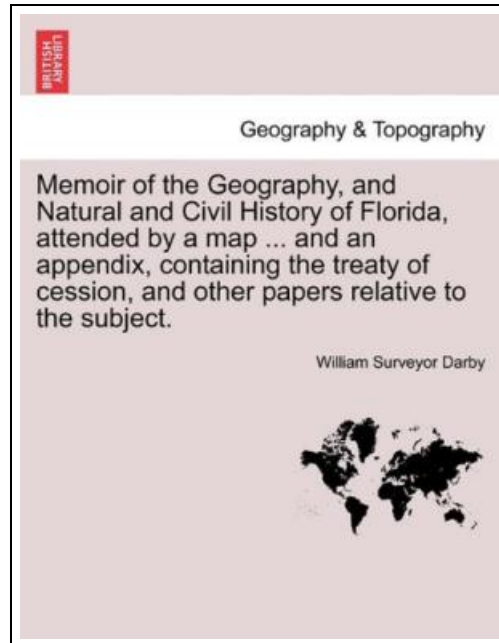 BRITISH
LIBRARY
Geography & Topography
Memoir of the Geography, and
Natural and Civil History of Florida,
attended by a map ... and an
appendix, containing the treaty of
cession, and other papers relative to
the subject.
William Surveyor Darby